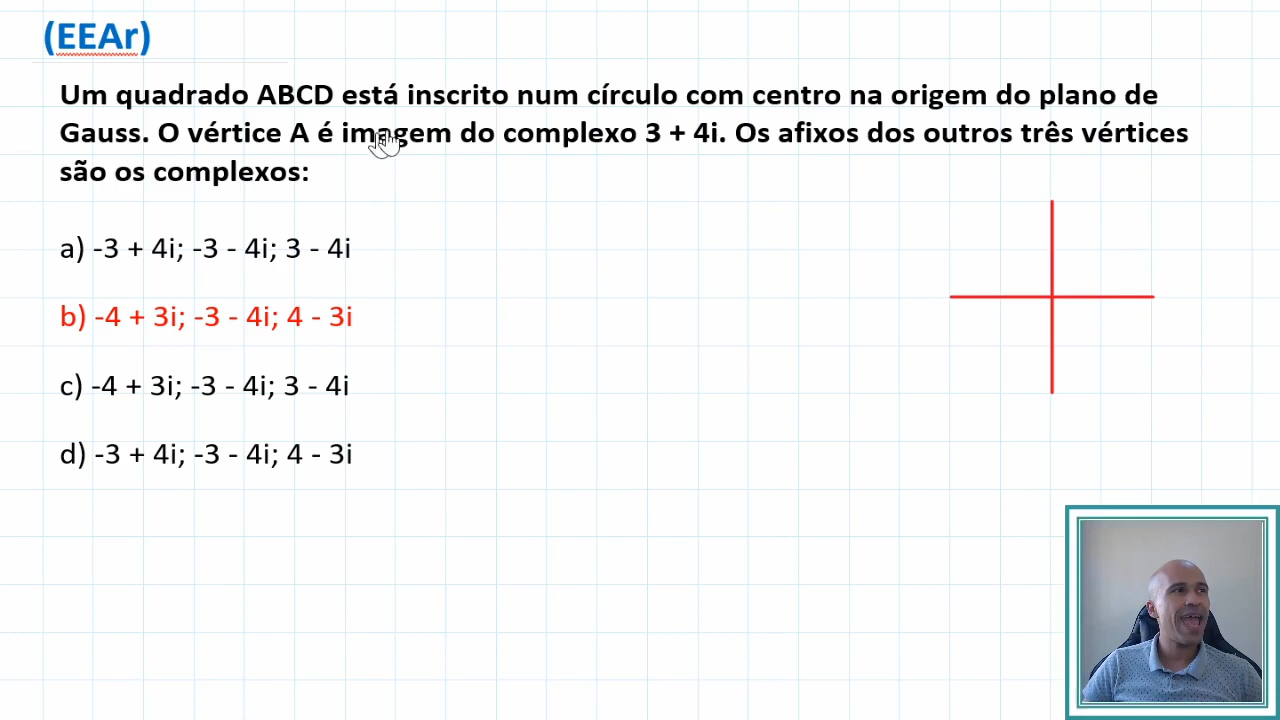 (EEAr)
Um quadrado ABCD está inscrito num círculo com centro na origem do plano de
Gauss. O vértice A é imagem do complexo 3 + 4i. Os afixos dos outros três vértices
são os complexos:
a) -3 + 4i; -3 - 4i; 3 - 4i
b) -4 + 3i; -3 - 4i; 4 - 3i
c) -4 + 3i; -3 - 4i; 3 - 4i
d) -3 + 4i; -3 - 4i; 4 - 3i